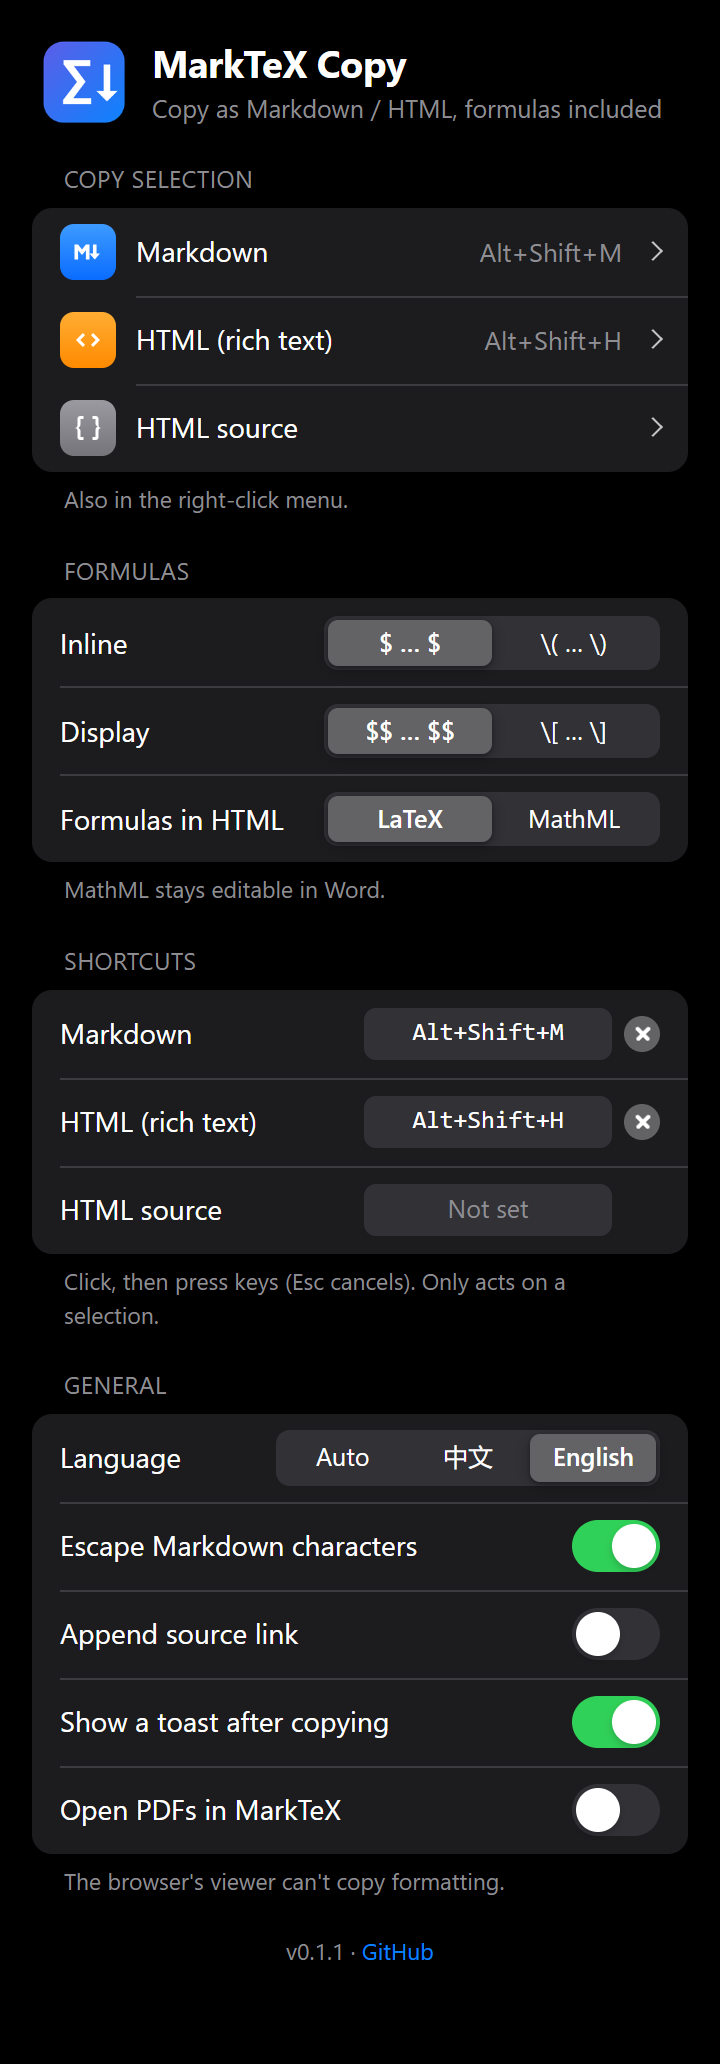 Σ↓
MarkTeX Copy
Copy as Markdown / HTML, formulas included
COPY SELECTION
M↓ Markdown Alt+Shift+M
<> HTML (rich text) Alt+Shift+H
{ } HTML source
Also in the right-click menu.
FORMULAS
Inline $ ... $ \( ... \)
Display $$ ... $$ \[ ... \]
Formulas in HTML LaTeX MathML
MathML stays editable in Word.
SHORTCUTS
Markdown Alt+Shift+M
HTML (rich text) Alt+Shift+H
HTML source Not set
Click, then press keys (Esc cancels). Only acts on a
selection.
GENERAL
Language Auto 中文 English
Escape Markdown characters
Append source link
Show a toast after copying
Open PDFs in MarkTeX
The browser's viewer can't copy formatting.
v0.1.1 · GitHub